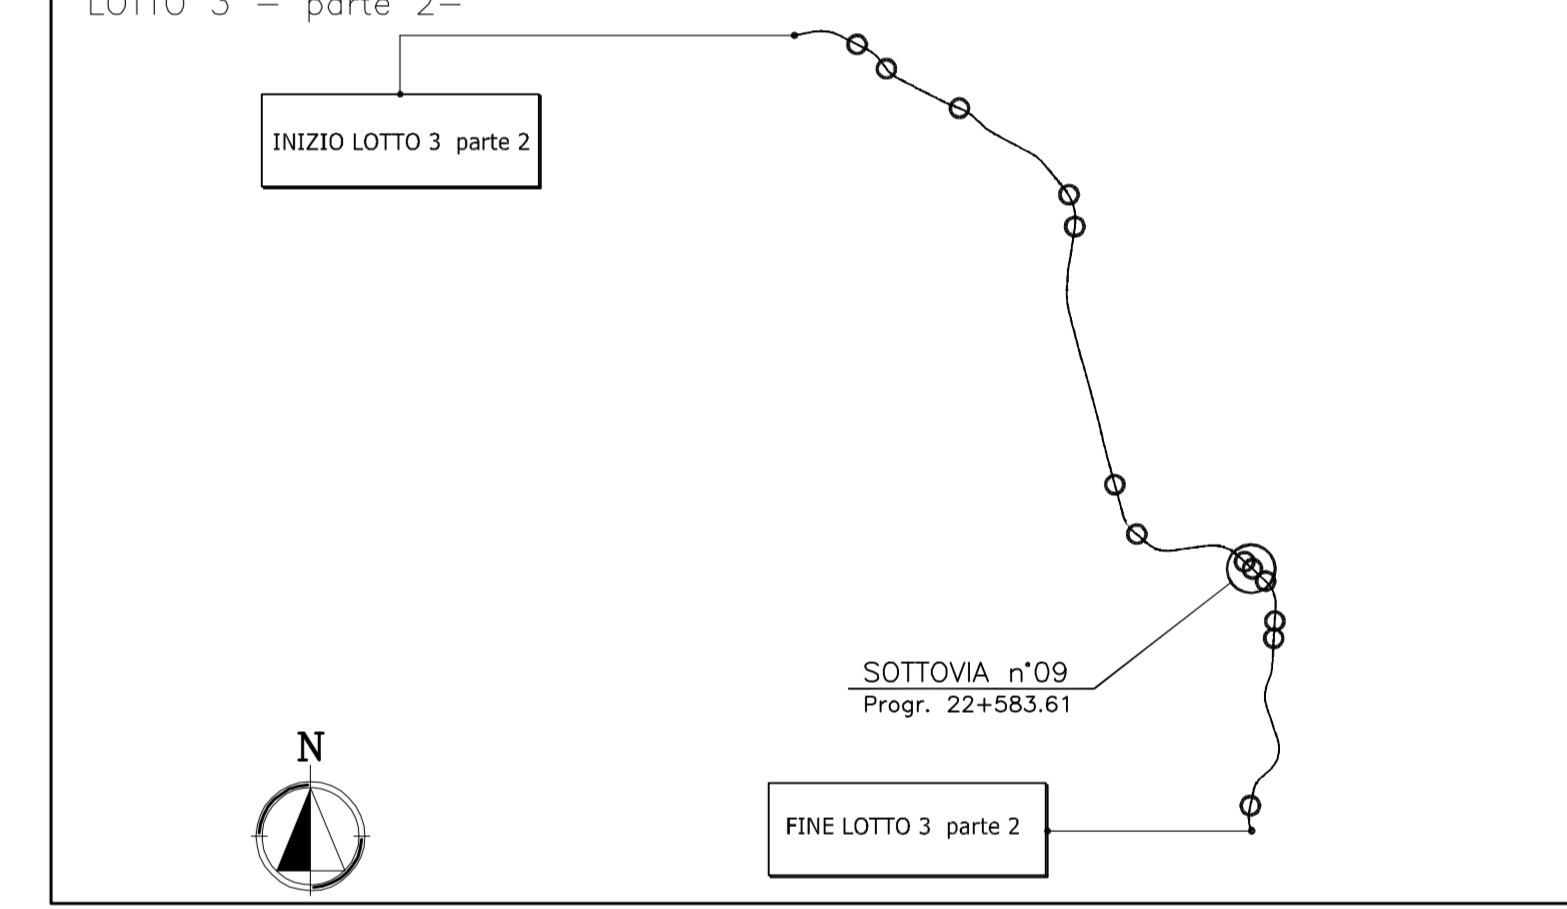 LOTTO 3 - parte 2-
INIZIO LOTTO 3 parte 2
SOTTOVIA n°09
Progr. 22+583.61
N
FINE LOTTO 3 parte 2